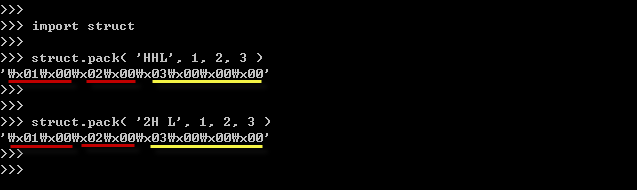 >>>
>>> import struct
>>>
>>> struct.pack( 'HHL', 1, 2, 3 )
'₩x01₩x00₩x02₩x00₩x03₩x00₩x00₩x00'
>>>
>>>
>>> struct.pack( '2H L', 1, 2, 3 )
'₩x01₩x00₩x02₩x00₩x03₩x00₩x00₩x00'
>>>
>>>